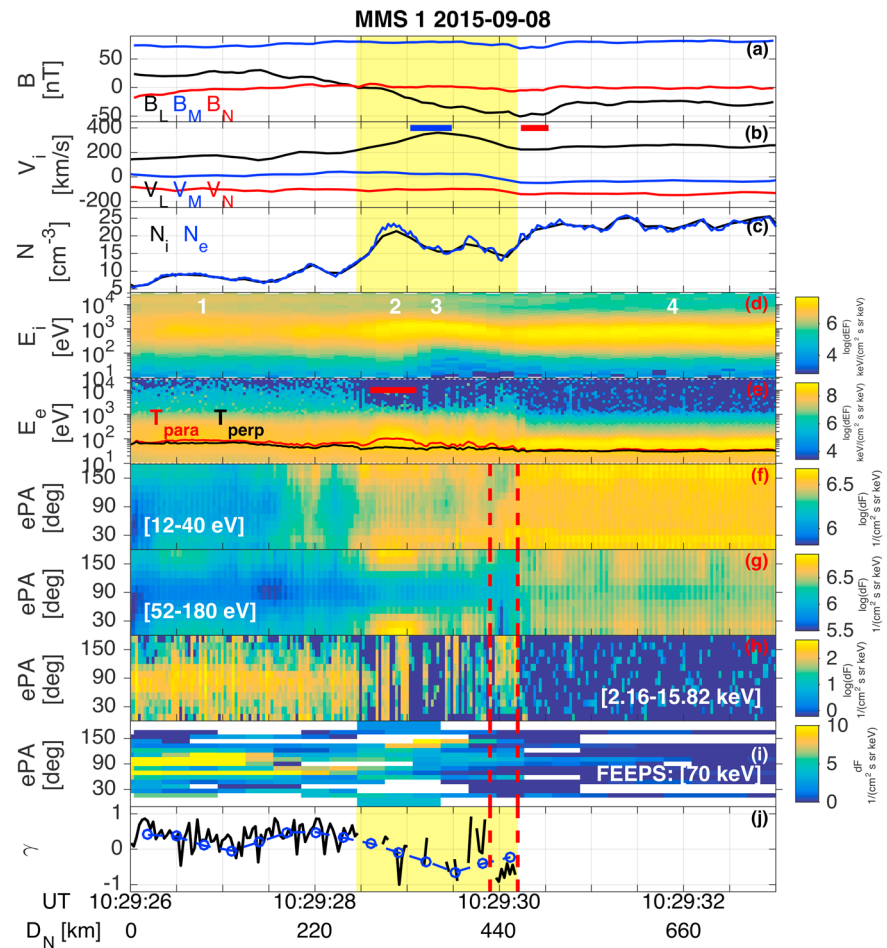 MMS 1 2015-09-08
B
[nT]
50
0
-50
B_L B_M B_N
(a)
V_i
[km/s]
400
200
0
-200
V_L V_M V_N
(b)
N
[cm^-3]
25
20
15
10
5
N_i N_e
(c)
E_i
[eV]
10^4
10^3
10^2
10^1
1 2 3 4
(d)
6
4
log(dEF)
keV/(cm^2 s sr keV)
E_e
[eV]
10^4
10^3
10^2
10
T_para T_perp
8
6
4
log(dEF)
keV/(cm^2 s sr keV)
ePA
[deg]
150
90
30
[12-40 eV]
(f)
6.5
6
log(dF)
1/(cm^2 s sr keV)
ePA
[deg]
150
90
30
[52-180 eV]
(g)
6.5
6
5.5
log(dF)
1/(cm^2 s sr keV)
ePA
[deg]
150
90
30
[2.16-15.82 keV]
(h)
2
1
0
log(dF)
1/(cm^2 s sr keV)
ePA
[deg]
150
90
30
FEEPS: [70 keV]
(i)
10
5
0
dF
1/(cm^2 s sr keV)
γ
1
0
-1
(j)
UT 10:29:26 10:29:28 10:29:30 10:29:32
D_N [km] 0 220 440 660